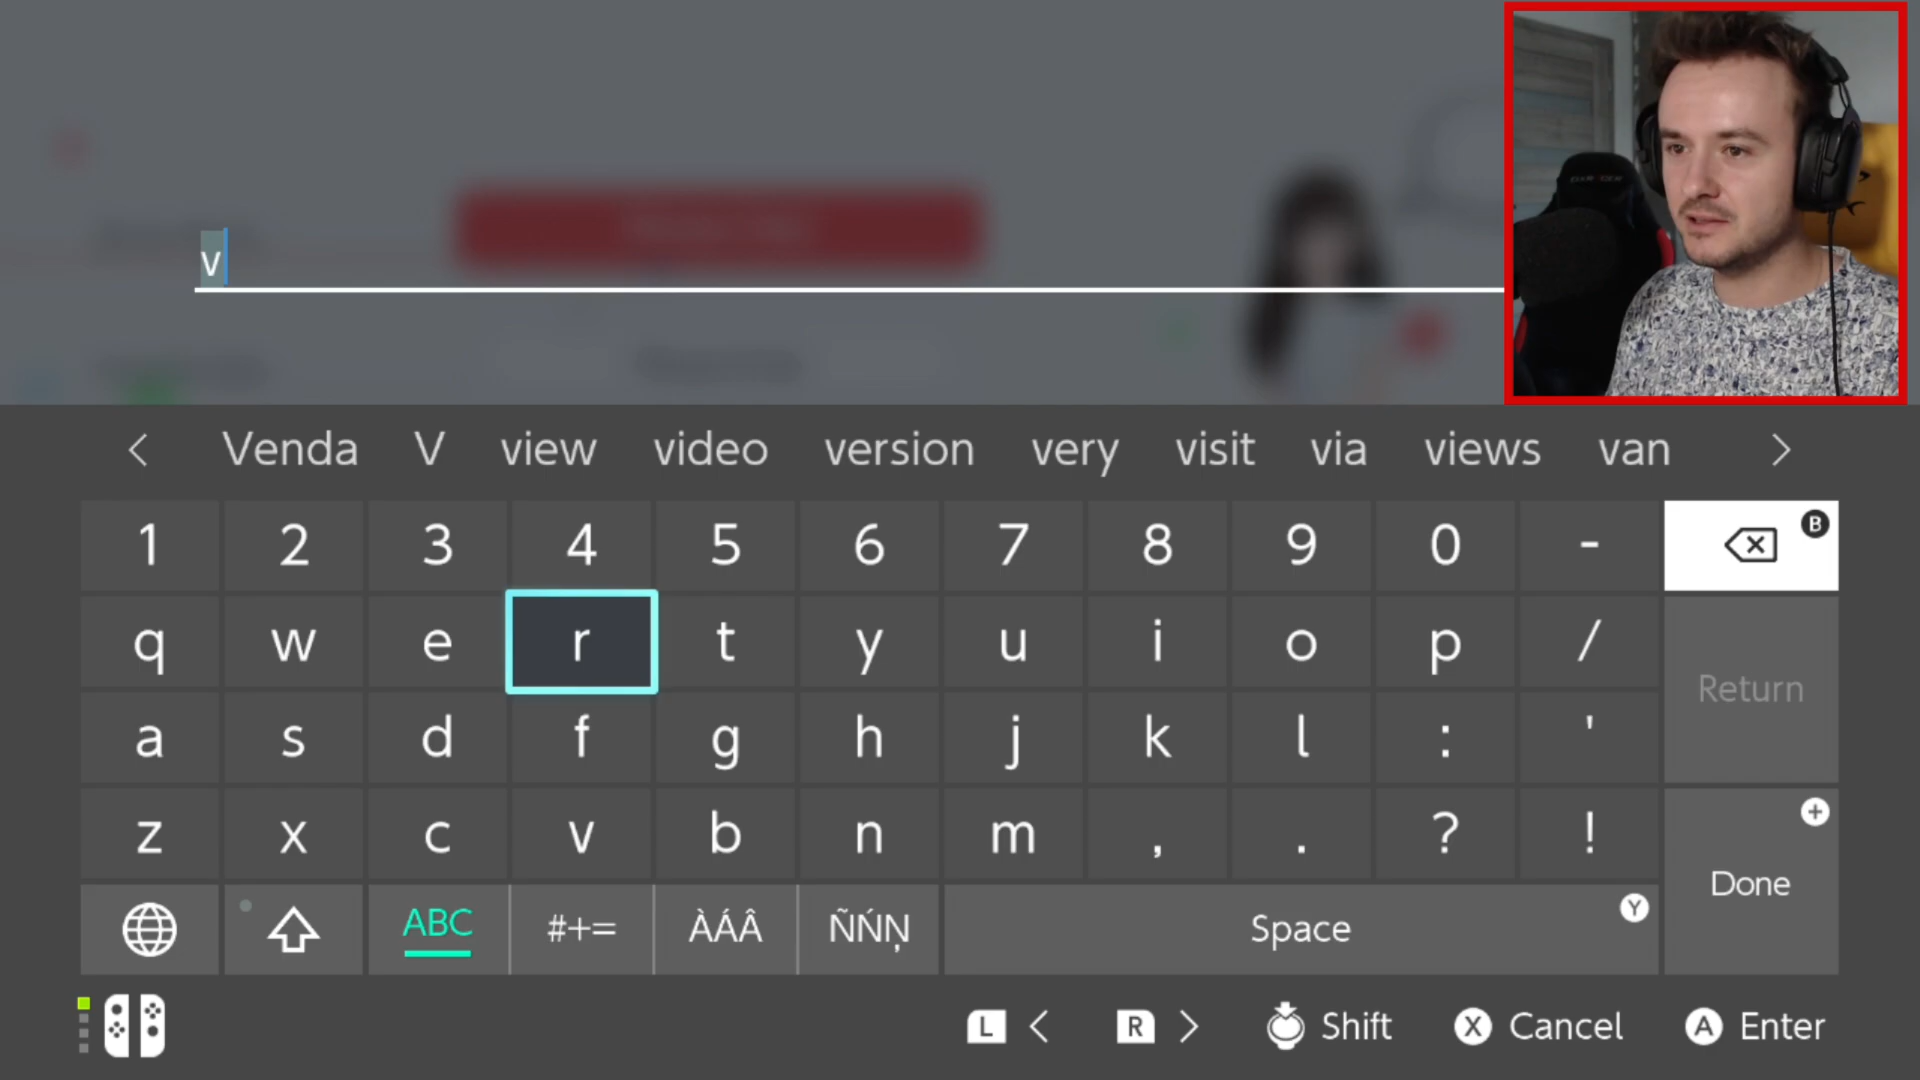 v
Venda V view video version very visit via views van
1 2 3 4 5 6 7 8 9 0 - B
q w e r t y u i o p /
Return
a s d f g h j k l : '
z x c v b n m , . ? !
Done
ABC #+= ÀÁÂ ÑŃŅ Space Y
L R Shift X Cancel A Enter